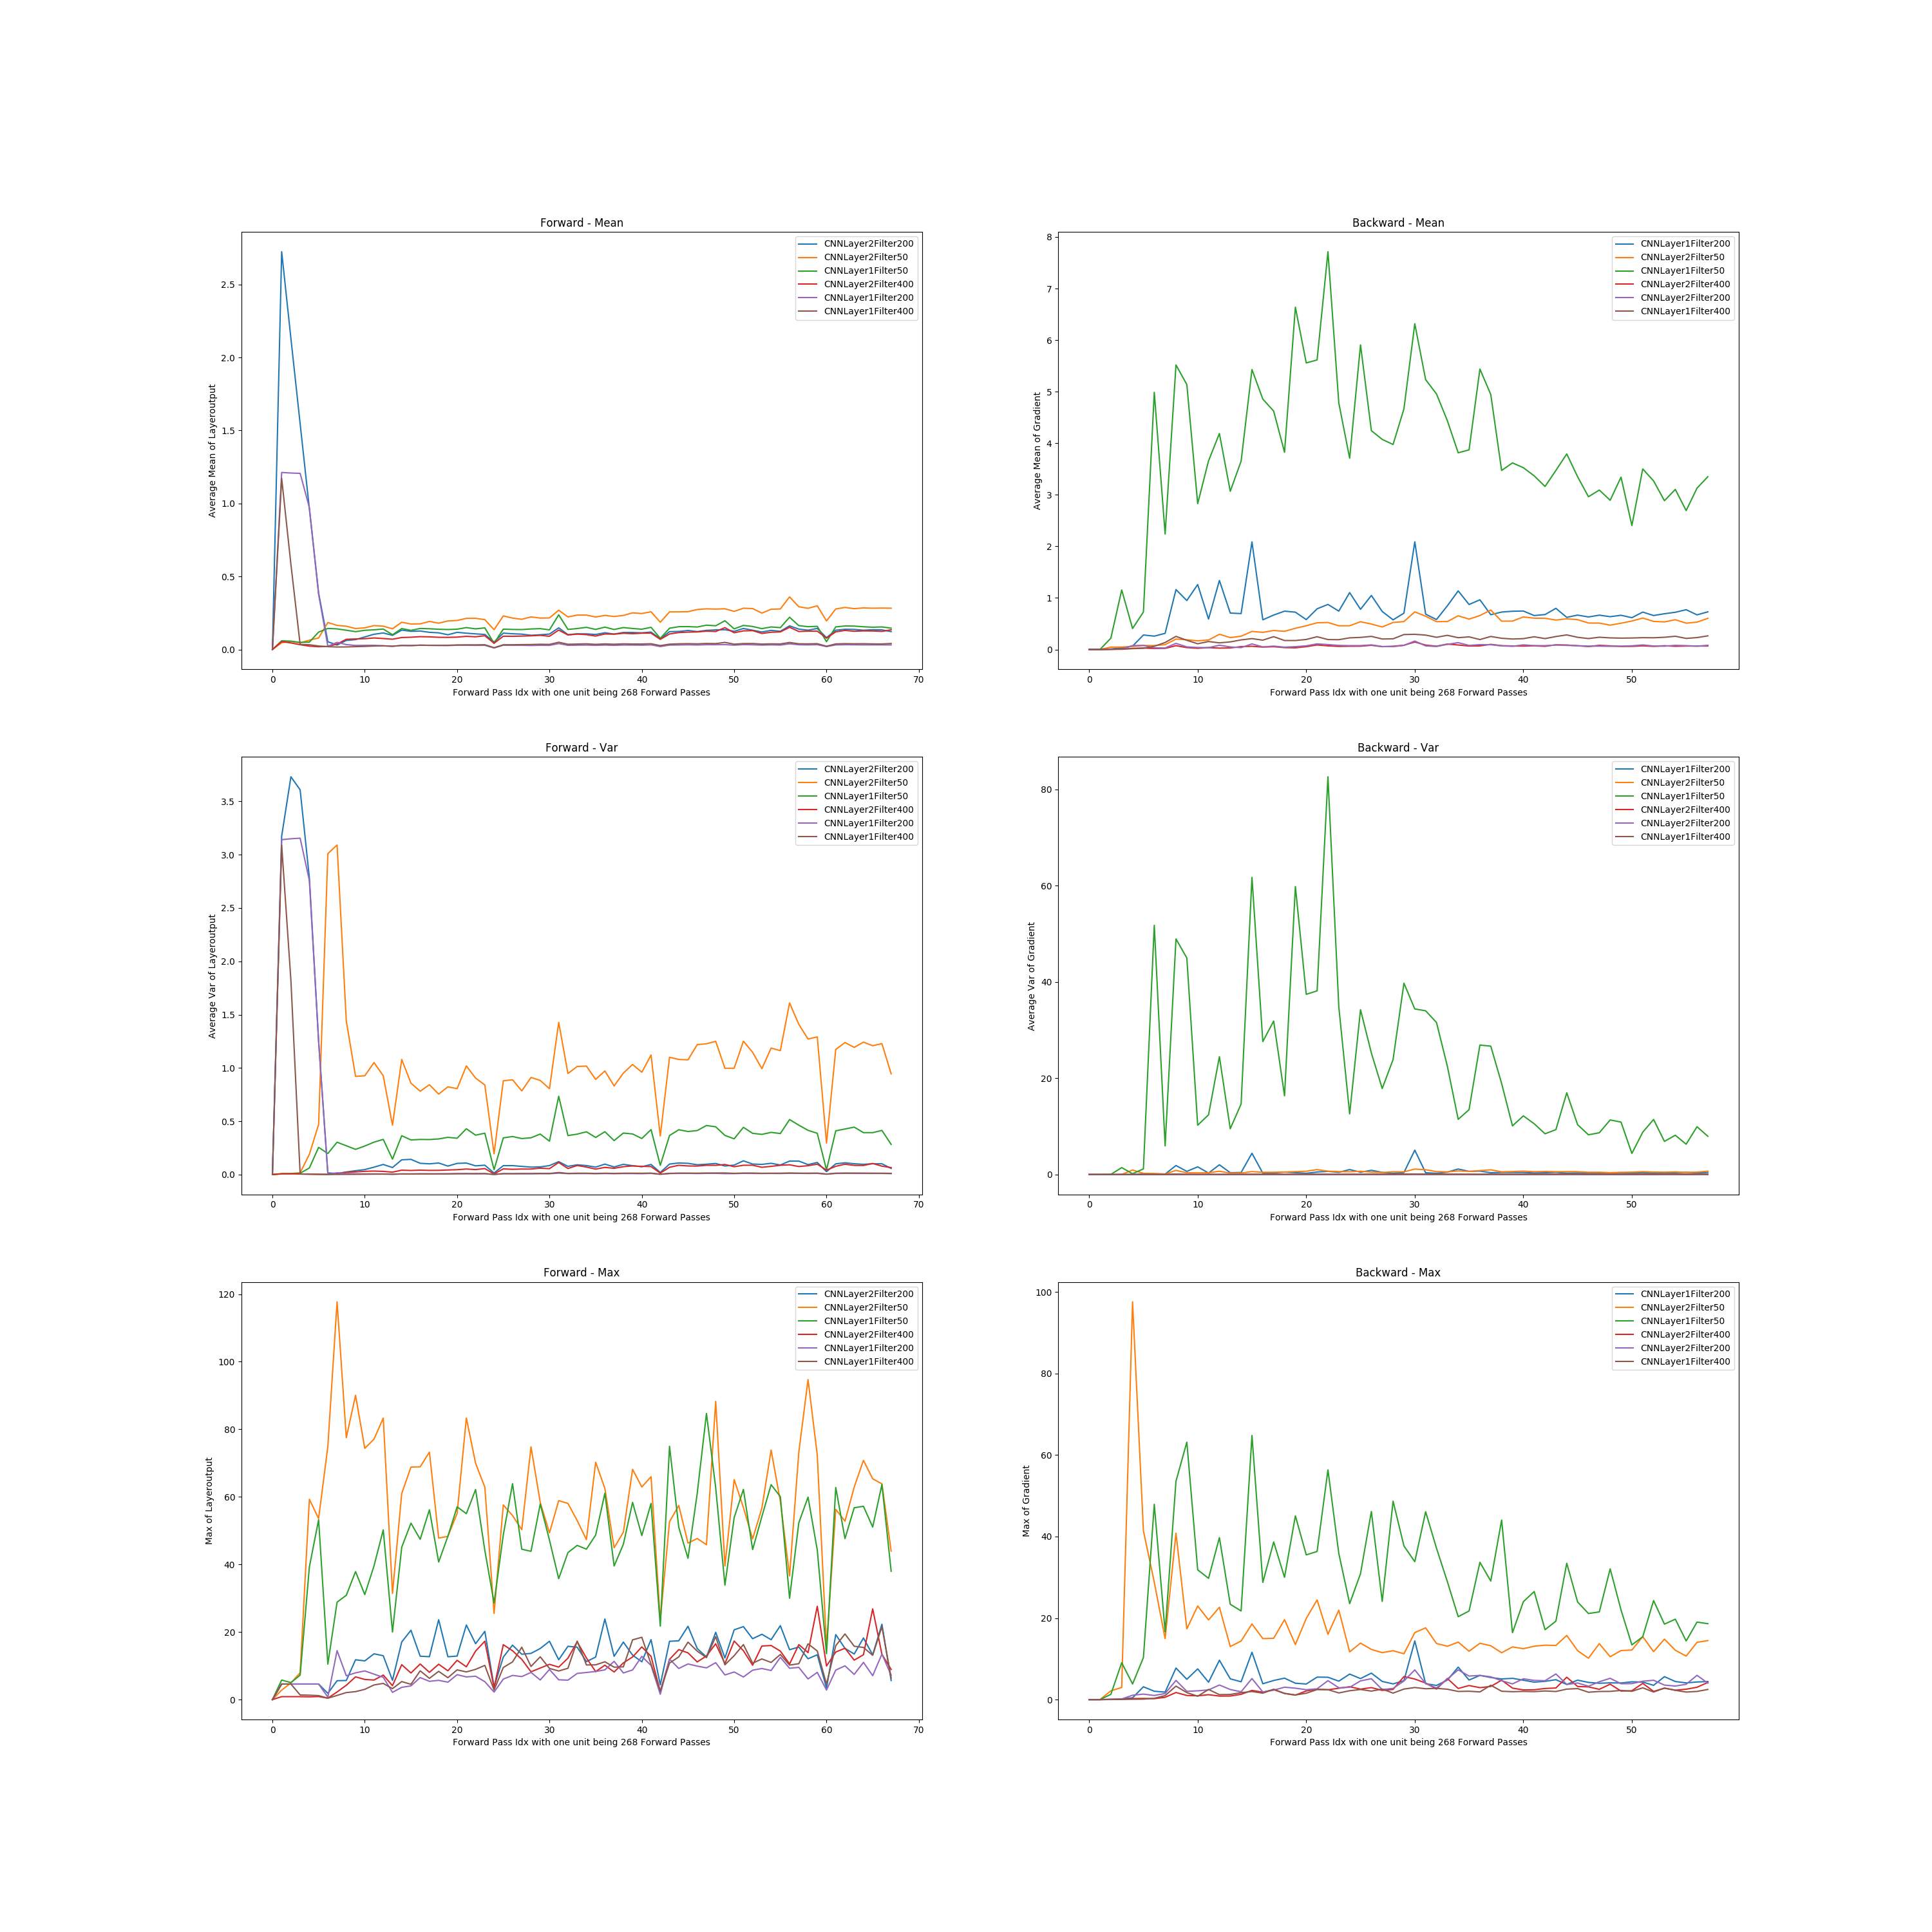 Forward - Mean
Average Mean of Layeroutput
2.5
2.0
1.5
1.0
0.5
0.0
CNNLayer2Filter200
CNNLayer2Filter50
CNNLayer1Filter50
CNNLayer2Filter400
CNNLayer1Filter200
CNNLayer1Filter400
0 10 20 30 40 50 60 70
Forward Pass Idx with one unit being 268 Forward Passes
Backward - Mean
Average Mean of Gradient
8
7
6
5
4
3
2
1
0
CNNLayer1Filter200
CNNLayer2Filter50
CNNLayer1Filter50
CNNLayer2Filter400
CNNLayer2Filter200
CNNLayer1Filter400
0 10 20 30 40 50
Forward Pass Idx with one unit being 268 Forward Passes
Forward - Var
Average Var of Layeroutput
3.5
3.0
2.5
2.0
1.5
1.0
0.5
0.0
CNNLayer2Filter200
CNNLayer2Filter50
CNNLayer1Filter50
CNNLayer2Filter400
CNNLayer1Filter200
CNNLayer1Filter400
0 10 20 30 40 50 60 70
Forward Pass Idx with one unit being 268 Forward Passes
Backward - Var
Average Var of Gradient
80
60
40
20
0
CNNLayer1Filter200
CNNLayer2Filter50
CNNLayer1Filter50
CNNLayer2Filter400
CNNLayer2Filter200
CNNLayer1Filter400
0 10 20 30 40 50
Forward Pass Idx with one unit being 268 Forward Passes
Forward - Max
Max of Layeroutput
120
100
80
60
40
20
0
CNNLayer2Filter200
CNNLayer2Filter50
CNNLayer1Filter50
CNNLayer2Filter400
CNNLayer1Filter200
CNNLayer1Filter400
0 10 20 30 40 50 60 70
Forward Pass Idx with one unit being 268 Forward Passes
Backward - Max
Max of Gradient
100
80
60
40
20
0
CNNLayer1Filter200
CNNLayer2Filter50
CNNLayer1Filter50
CNNLayer2Filter400
CNNLayer2Filter200
CNNLayer1Filter400
0 10 20 30 40 50
Forward Pass Idx with one unit being 268 Forward Passes